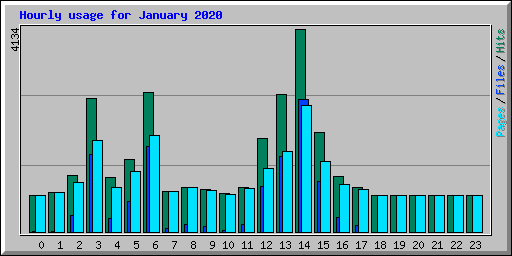 Hourly usage for January 2020
4134
Pages / Files / Hits
0 1 2 3 4 5 6 7 8 9 10 11 12 13 14 15 16 17 18 19 20 21 22 23